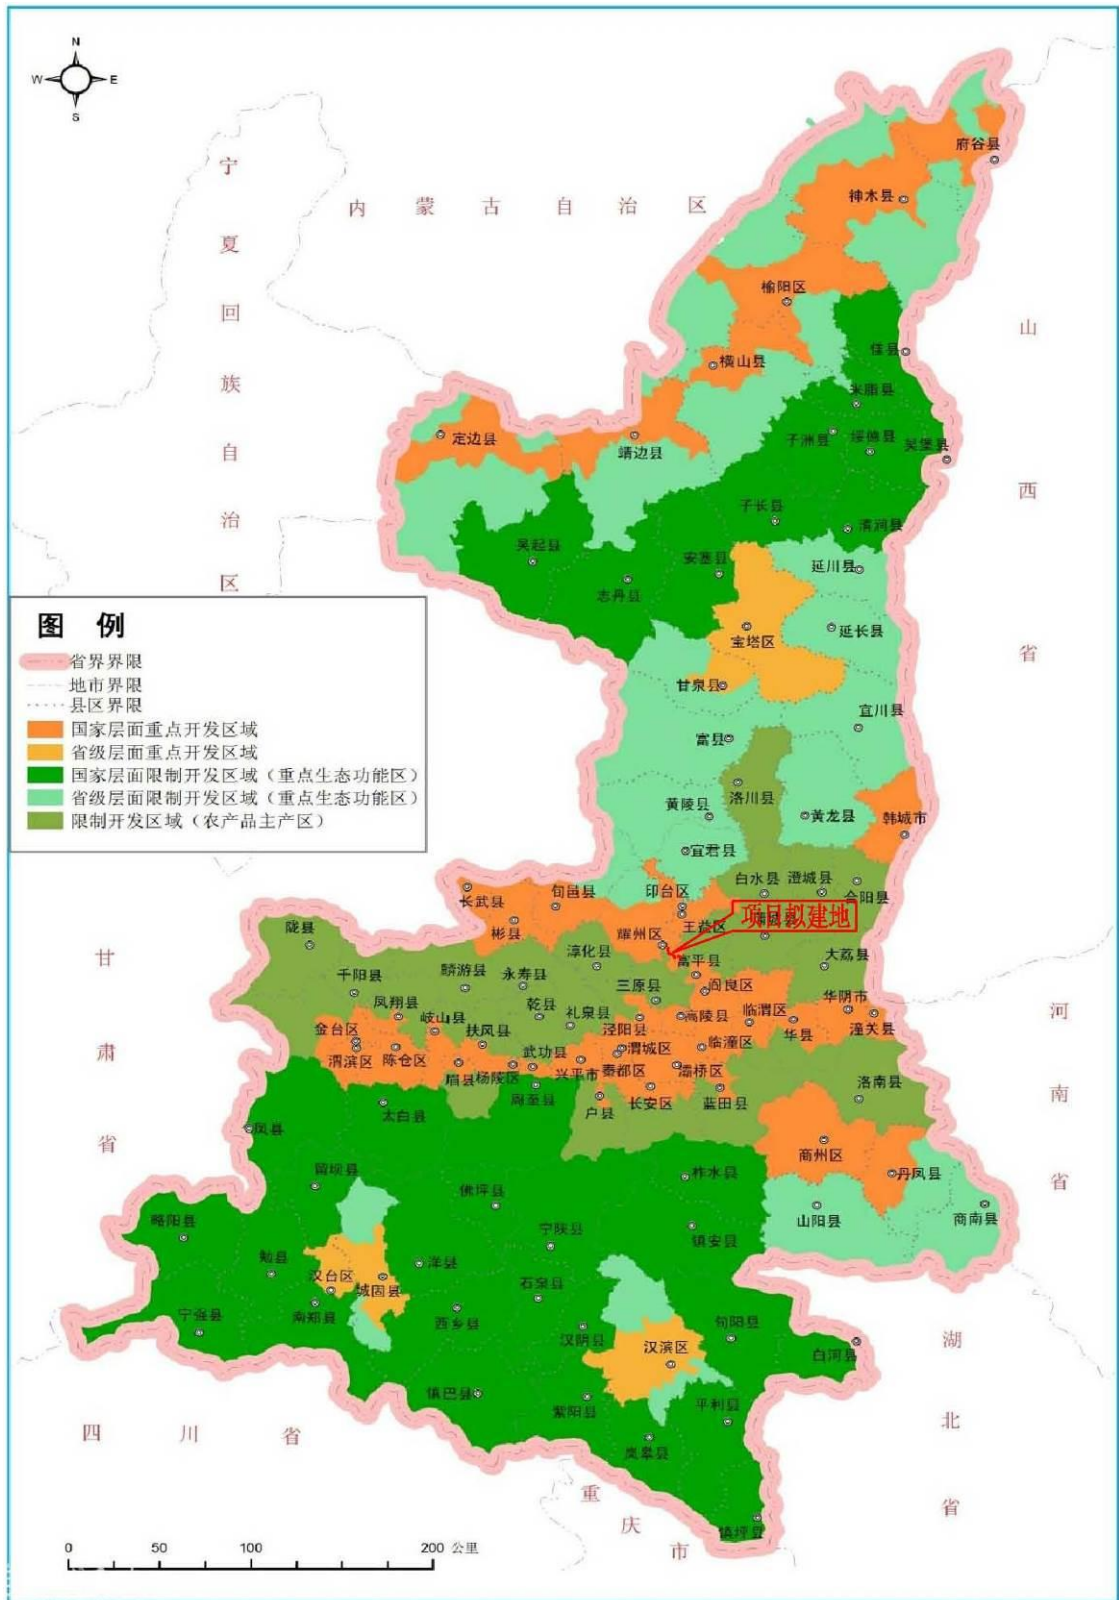 N
W E
S
宁夏回族自治区
内蒙古自治区
山西省
府谷县
神木县
榆阳区
佳县
横山县
米脂县
定边县
靖边县
子洲县
绥德县
吴堡县
子长县
清涧县
吴起县
安塞县
延川县
志丹县
宝塔区
延长县
甘泉县
宜川县
富县
洛川县
黄陵县
黄龙县
韩城市
宜君县
图 例
省界界限
地市界限
县区界限
国家层面重点开发区域
省级层面重点开发区域
国家层面限制开发区域（重点生态功能区）
省级层面限制开发区域（重点生态功能区）
限制开发区域（农产品主产区）
长武县
旬邑县
印台区
白水县
澄城县
合阳县
项目拟建地
彬县
耀州区
王益区
陇县
淳化县
富平县
大荔县
千阳县
麟游县
永寿县
三原县
阎良区
华阴市
凤翔县
岐山县
乾县
礼泉县
泾阳县
高陵县
临渭区
潼关县
金台区
扶风县
华县
渭滨区
陈仓区
武功县
渭城区
临潼区
眉县
杨陵区
兴平市
秦都区
灞桥区
周至县
户县
长安区
蓝田县
洛南县
太白县
凤县
商州区
丹凤县
留坝县
佛坪县
柞水县
山阳县
商南县
略阳县
宁陕县
镇安县
勉县
汉台区
城固县
洋县
石泉县
宁强县
南郑县
西乡县
汉阴县
汉滨区
旬阳县
白河县
镇巴县
紫阳县
平利县
岚皋县
镇坪县
甘肃省
河南省
湖北省
四川省
重庆市
0 50 100 200 公里